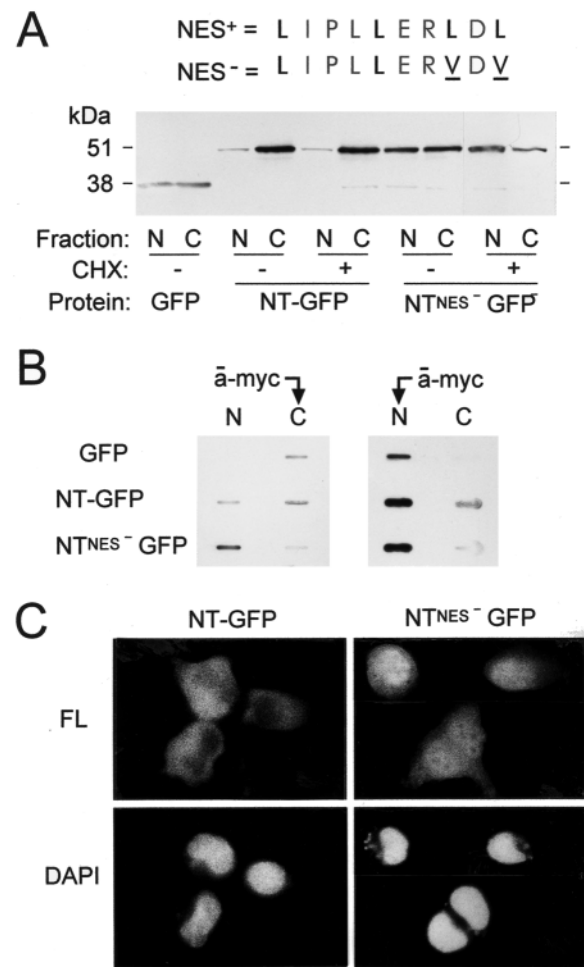 A
NES+ = L I P L L E R L D L
NES- = L I P L L E R V D V
kDa
51 - -
38 - -
Fraction: N C N C N C N C N C
CHX: - - + - +
Protein: GFP NT-GFP NTNES- GFP-
B
ā-myc ā-myc
N C N C
GFP
NT-GFP
NTNES- GFP
C
NT-GFP NTNES- GFP
FL
DAPI